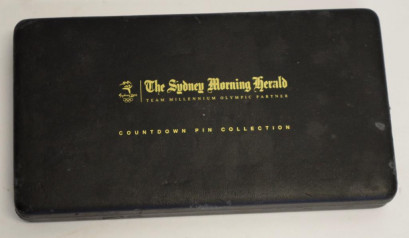 The Sydney Morning Herald
TEAM MILLENNIUM OLYMPIC PARTNER
COUNTDOWN PIN COLLECTION